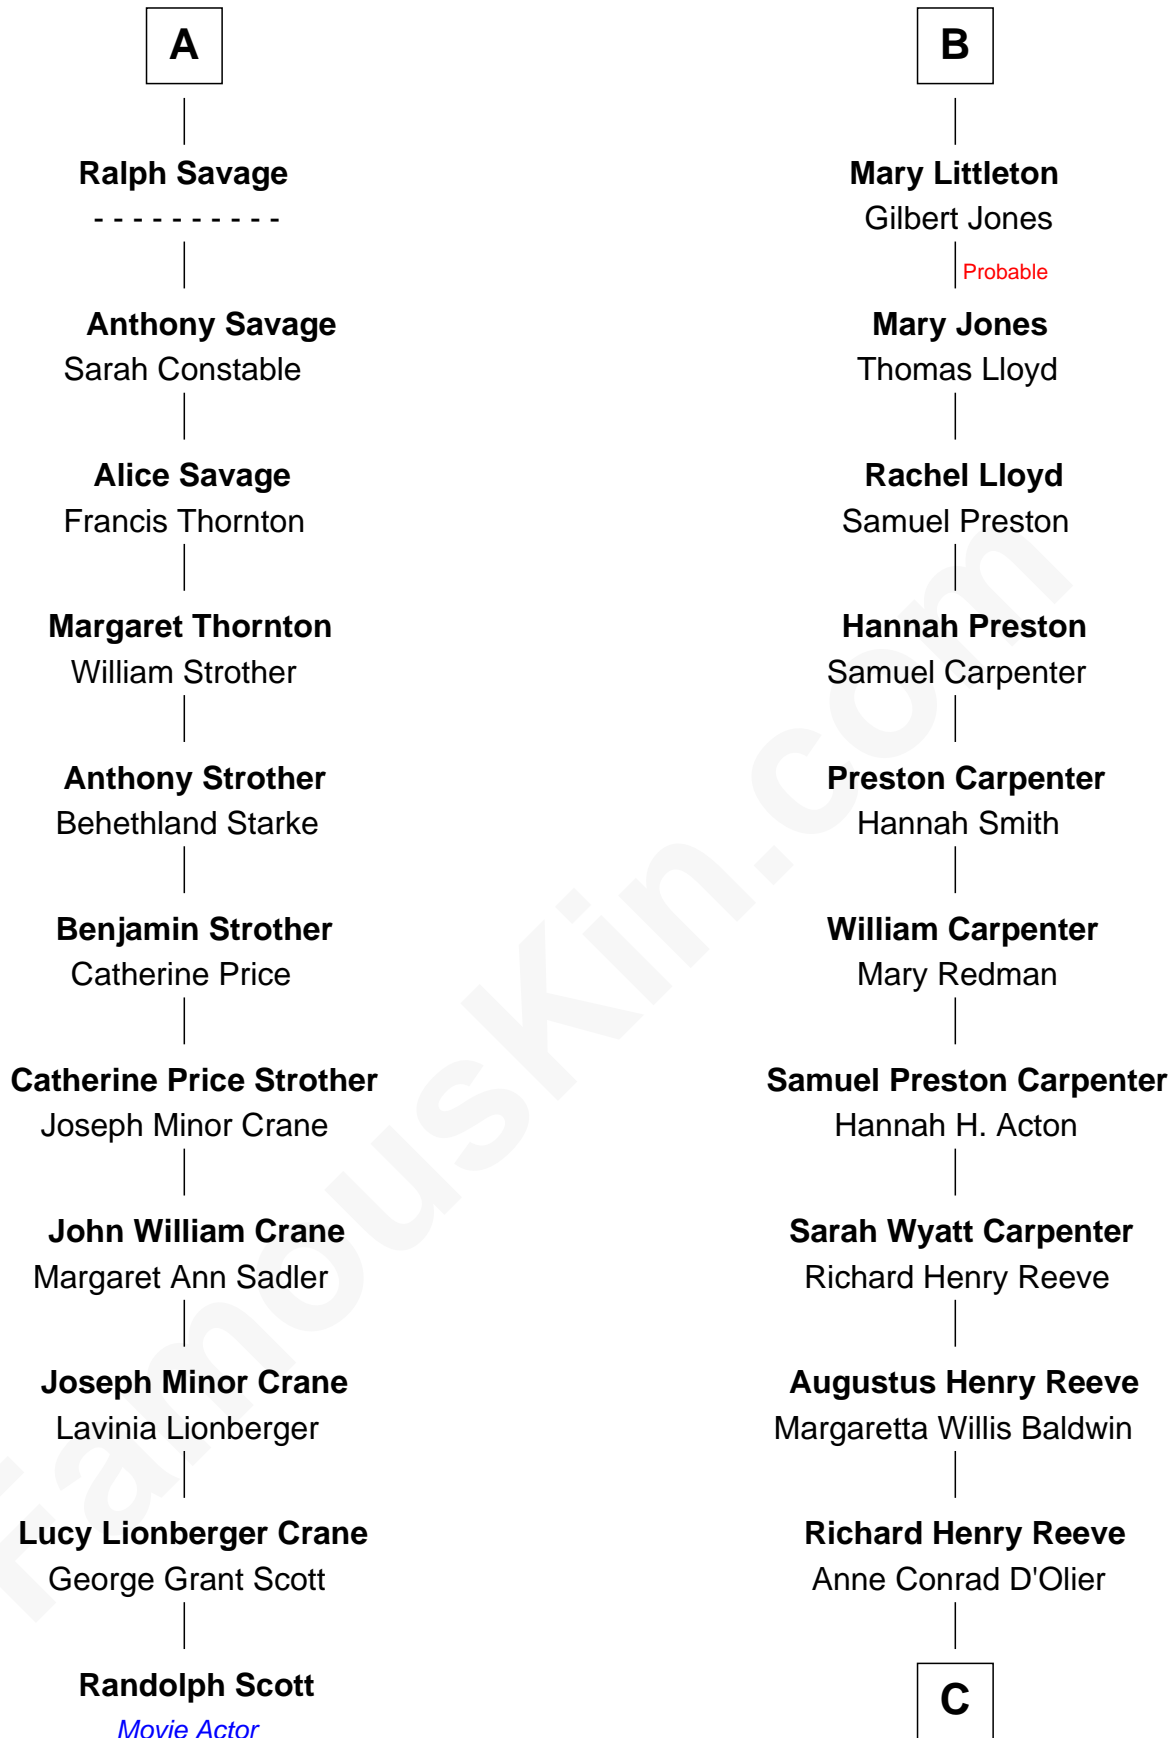 A
Ralph Savage
- - - - - - - - - -
Anthony Savage
Sarah Constable
Alice Savage
Francis Thornton
Margaret Thornton
William Strother
Anthony Strother
Behethland Starke
Benjamin Strother
Catherine Price
Catherine Price Strother
Joseph Minor Crane
John William Crane
Margaret Ann Sadler
Joseph Minor Crane
Lavinia Lionberger
Lucy Lionberger Crane
George Grant Scott
Randolph Scott
Movie Actor
B
Mary Littleton
Gilbert Jones
Probable
Mary Jones
Thomas Lloyd
Rachel Lloyd
Samuel Preston
Hannah Preston
Samuel Carpenter
Preston Carpenter
Hannah Smith
William Carpenter
Mary Redman
Samuel Preston Carpenter
Hannah H. Acton
Sarah Wyatt Carpenter
Richard Henry Reeve
Augustus Henry Reeve
Margaretta Willis Baldwin
Richard Henry Reeve
Anne Conrad D'Olier
C
FamousKin.com